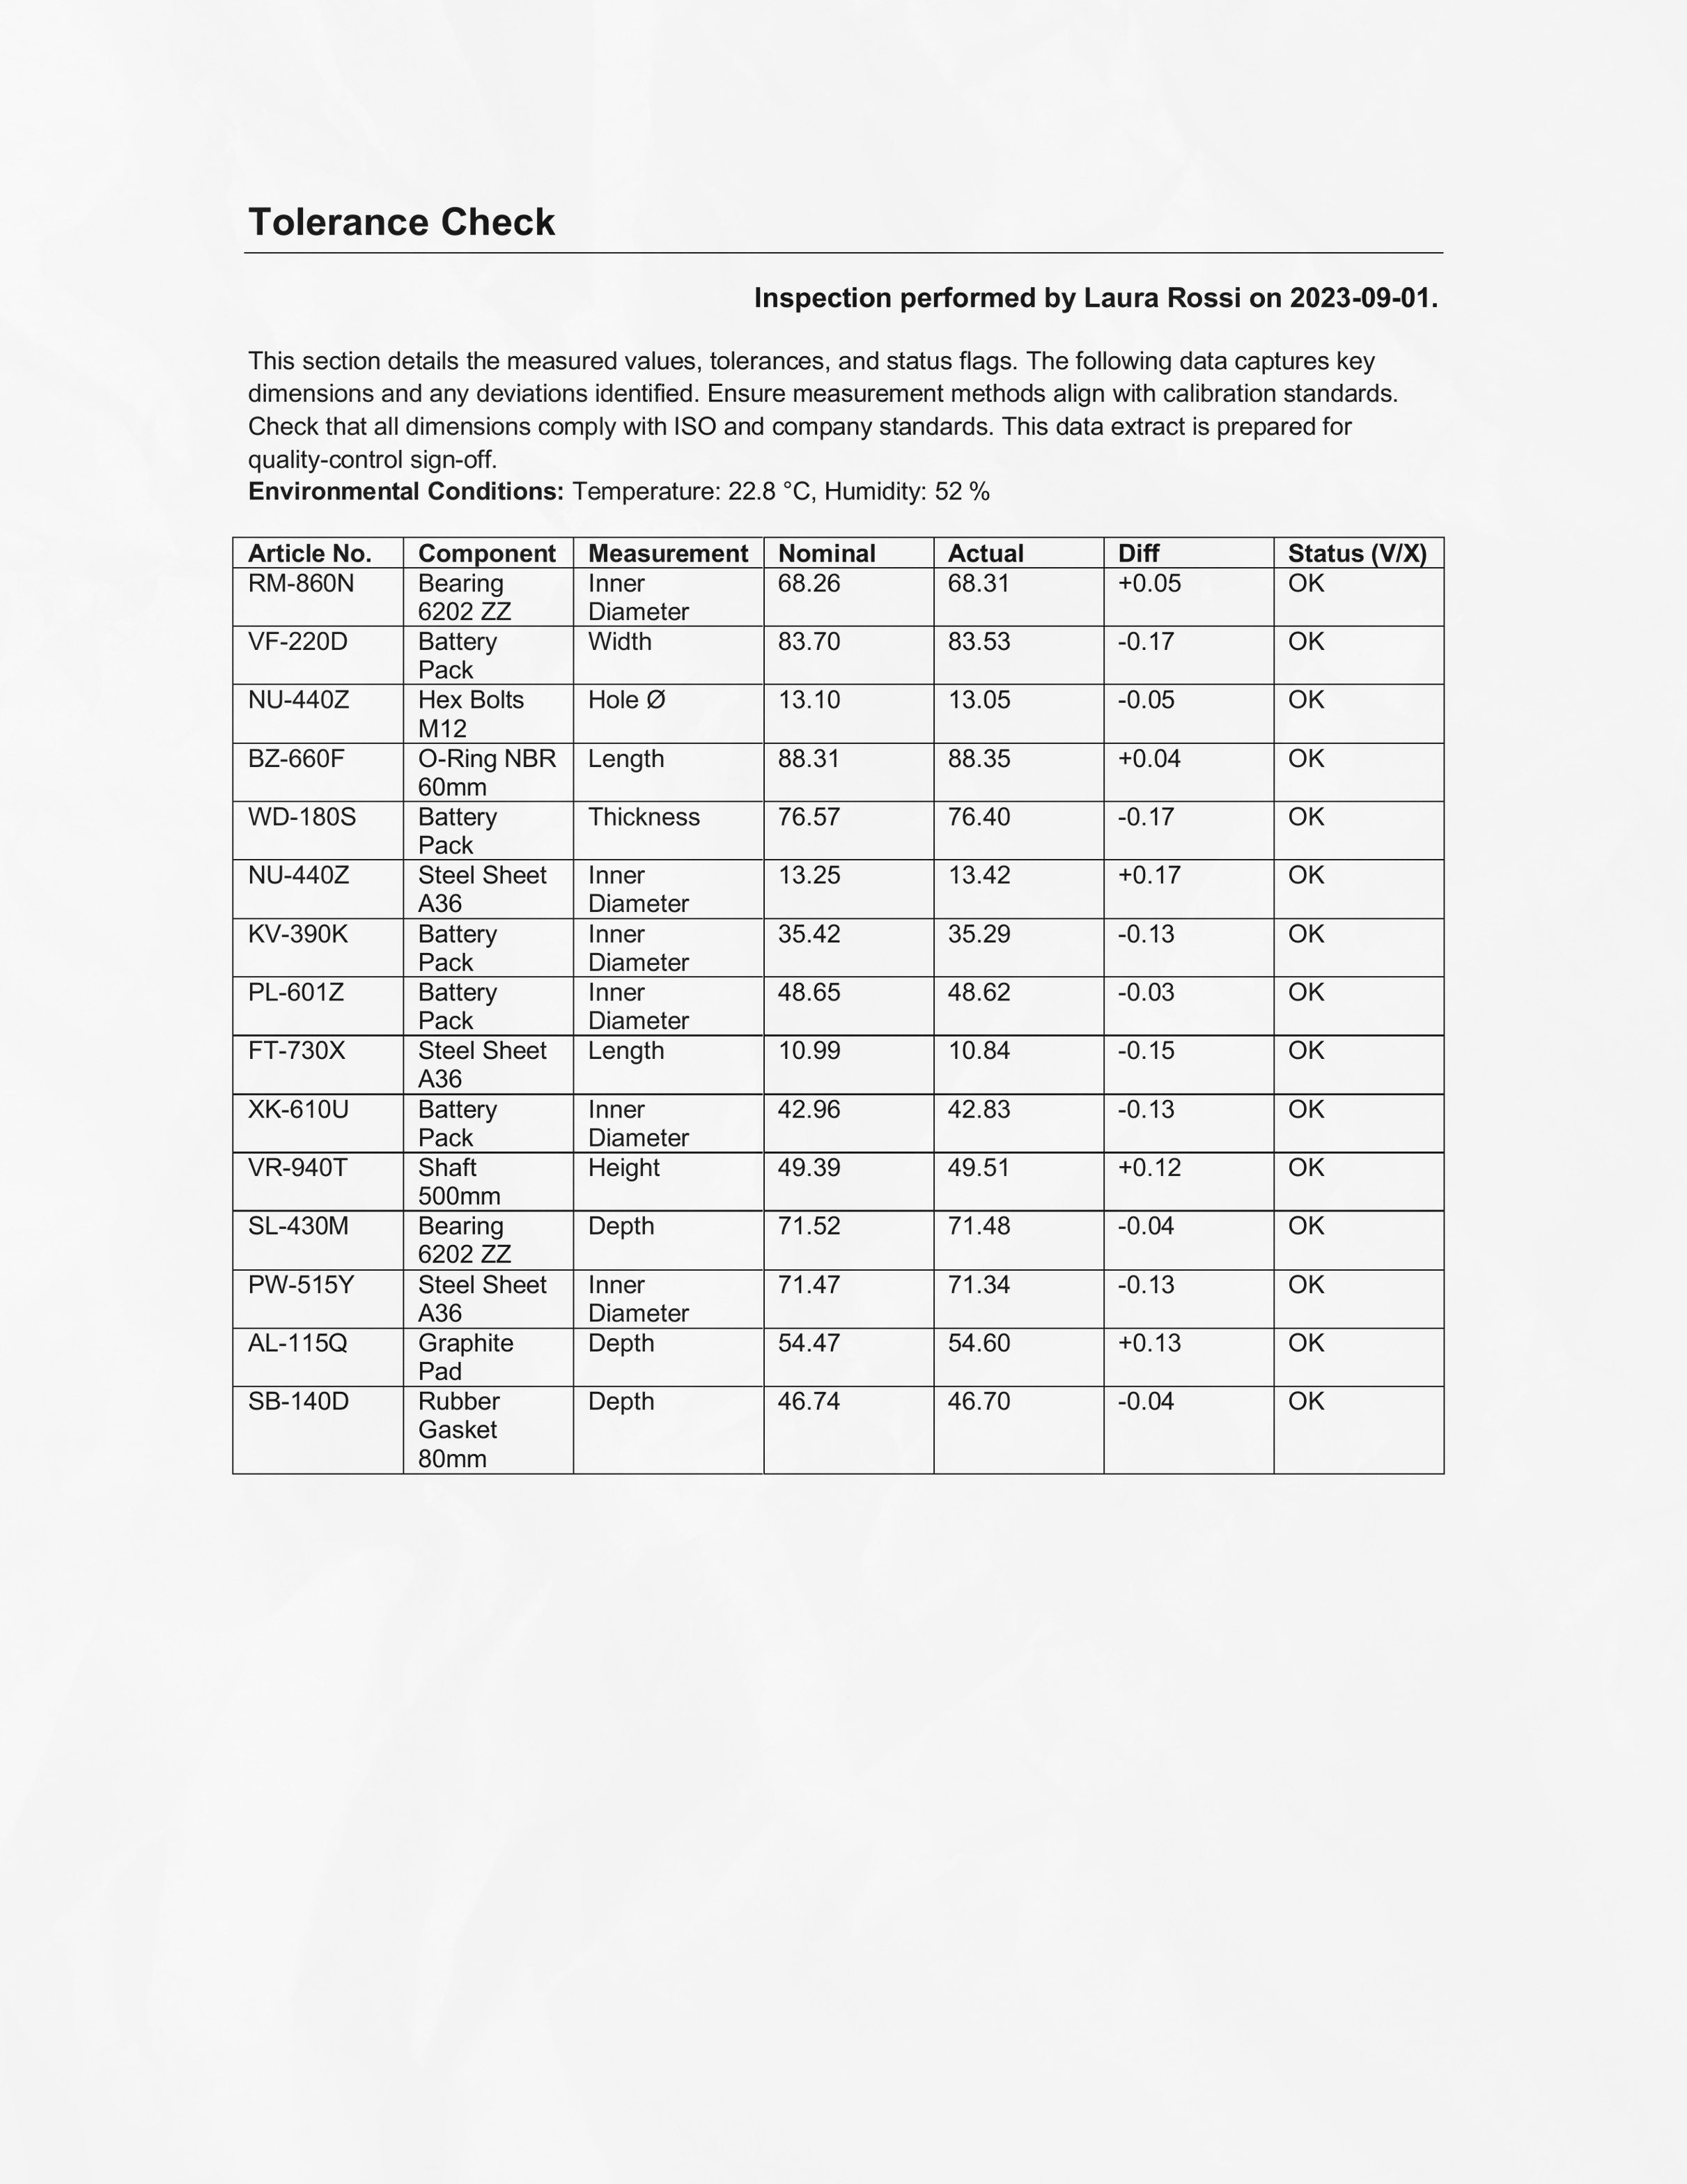 Tolerance Check
Inspection performed by Laura Rossi on 2023-09-01.
This section details the measured values, tolerances, and status flags. The following data captures key
dimensions and any deviations identified. Ensure measurement methods align with calibration standards.
Check that all dimensions comply with ISO and company standards. This data extract is prepared for
quality-control sign-off.
Environmental Conditions: Temperature: 22.8 °C, Humidity: 52 %
Article No. Component Measurement Nominal Actual Diff Status (V/X)
RM-860N Bearing Inner 68.26 68.31 +0.05 OK
6202 ZZ Diameter
VF-220D Battery Width 83.70 83.53 -0.17 OK
Pack
NU-440Z Hex Bolts Hole Ø 13.10 13.05 -0.05 OK
M12
BZ-660F O-Ring NBR Length 88.31 88.35 +0.04 OK
60mm
WD-180S Battery Thickness 76.57 76.40 -0.17 OK
Pack
NU-440Z Steel Sheet Inner 13.25 13.42 +0.17 OK
A36 Diameter
KV-390K Battery Inner 35.42 35.29 -0.13 OK
Pack Diameter
PL-601Z Battery Inner 48.65 48.62 -0.03 OK
Pack Diameter
FT-730X Steel Sheet Length 10.99 10.84 -0.15 OK
A36
XK-610U Battery Inner 42.96 42.83 -0.13 OK
Pack Diameter
VR-940T Shaft Height 49.39 49.51 +0.12 OK
500mm
SL-430M Bearing Depth 71.52 71.48 -0.04 OK
6202 ZZ
PW-515Y Steel Sheet Inner 71.47 71.34 -0.13 OK
A36 Diameter
AL-115Q Graphite Depth 54.47 54.60 +0.13 OK
Pad
SB-140D Rubber Depth 46.74 46.70 -0.04 OK
Gasket
80mm